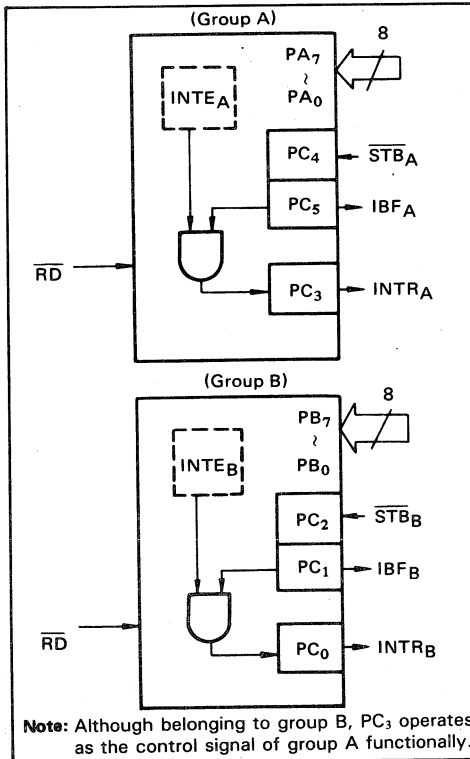 (Group A)
8
PA7
~
PA0
INTEA
PC4
STBA
PC5
IBFA
RD
PC3
INTRA
(Group B)
8
PB7
~
PB0
INTEB
PC2
STBB
PC1
IBFB
RD
PC0
INTRB
Note: Although belonging to group B, PC3 operates
as the control signal of group A functionally.